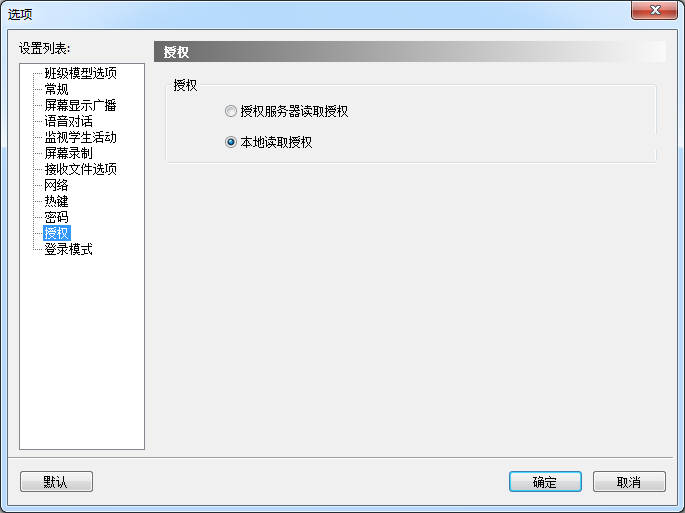 选项
设置列表:
班级模型选项
常规
屏幕显示广播
语音对话
监视学生活动
屏幕录制
接收文件选项
网络
热键
密码
授权
登录模式
授权
授权
授权服务器读取授权
本地读取授权
默认
确定
取消